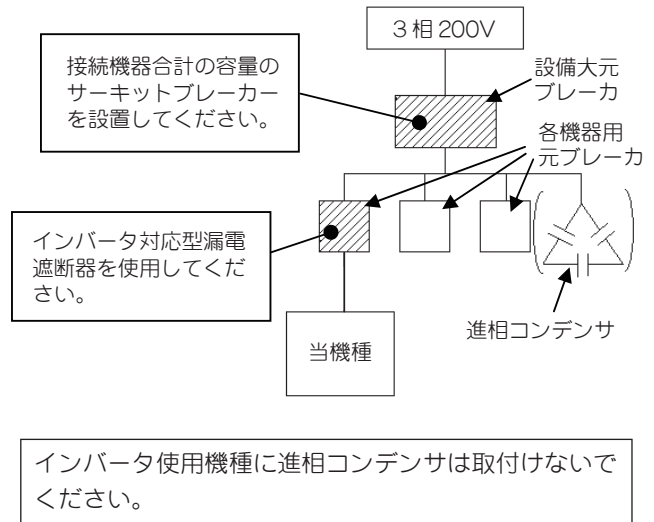 3相200V
接続機器合計の容量の
サーキットブレーカー
を設置してください。
設備大元
ブレーカ
各機器用
元ブレーカ
インバータ対応型漏電
遮断器を使用してくだ
さい。
進相コンデンサ
当機種
インバータ使用機種に進相コンデンサは取付けないで
ください。